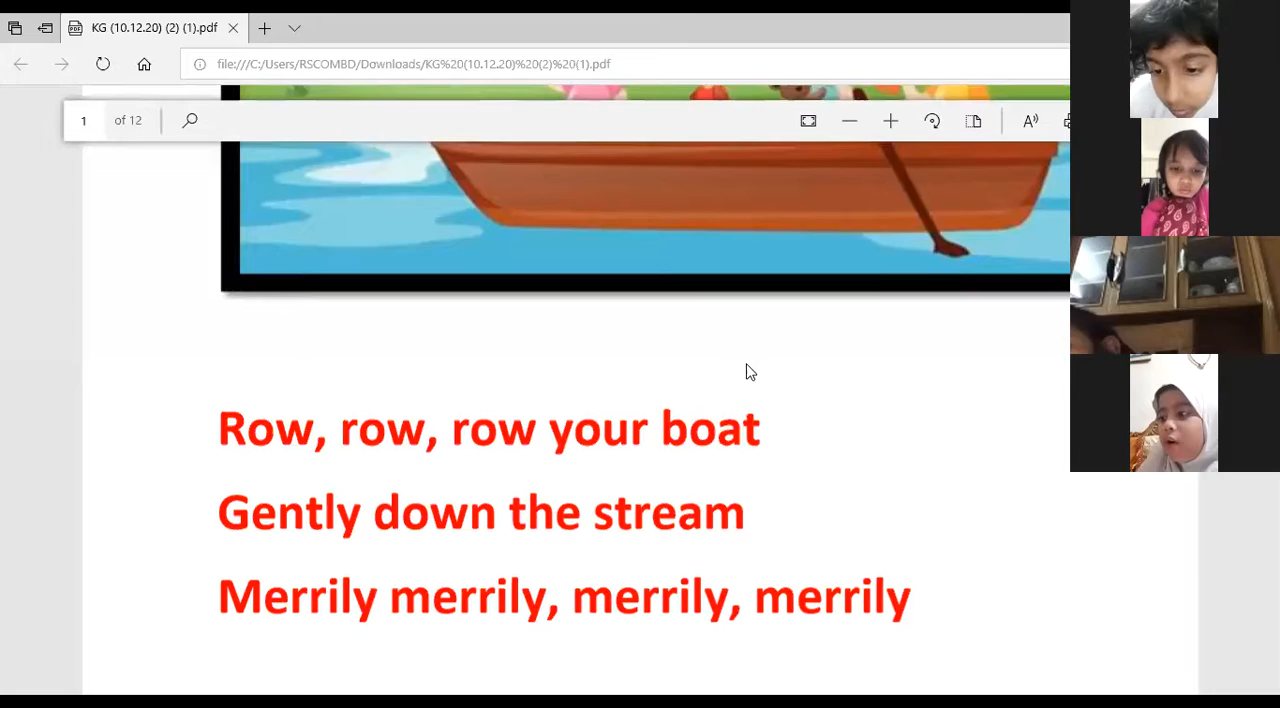 KG (10.12.20) (2) (1).pdf
file:///C:/Users/RSCOMBD/Downloads/KG%20(10.12.20)%20(2)%20(1).pdf
1 of 12
Row, row, row your boat
Gently down the stream
Merrily merrily, merrily, merrily